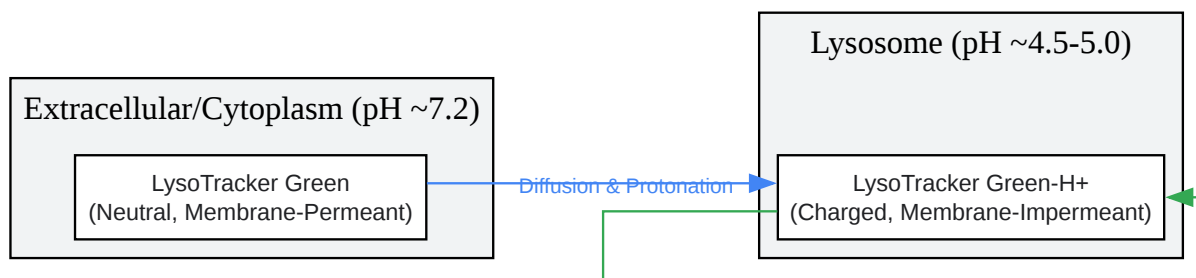 Extracellular/Cytoplasm (pH ~7.2)
LysoTracker Green
(Neutral, Membrane-Permeant)
Diffusion & Protonation
Lysosome (pH ~4.5-5.0)
LysoTracker Green-H+
(Charged, Membrane-Impermeant)